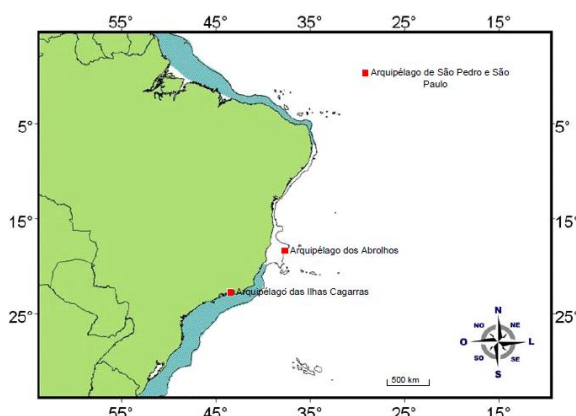 55° 45° 35° 25° 15°
Arquipélago de São Pedro e São
Paulo
5° 5°
15° 15°
Arquipélago dos Abrolhos
Arquipélago das Ilhas Cagarras
25° 25°
N
NO NE
O L
SO SE
S
500 km
55° 45° 35° 25° 15°